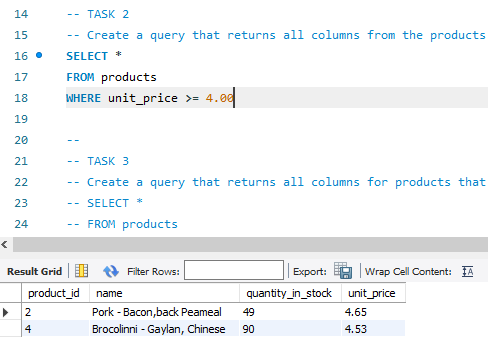 14 -- TASK 2
15 -- Create a query that returns all columns from the products
16 SELECT *
17 FROM products
18 WHERE unit_price >= 4.00
19
20 --
21 -- TASK 3
22 -- Create a query that returns all columns for products that
23 -- SELECT *
24 -- FROM products
Result Grid Filter Rows: Export: Wrap Cell Content: IA
product_id name quantity_in_stock unit_price
2 Pork - Bacon,back Peameal 49 4.65
4 Brocolinni - Gaylan, Chinese 90 4.53